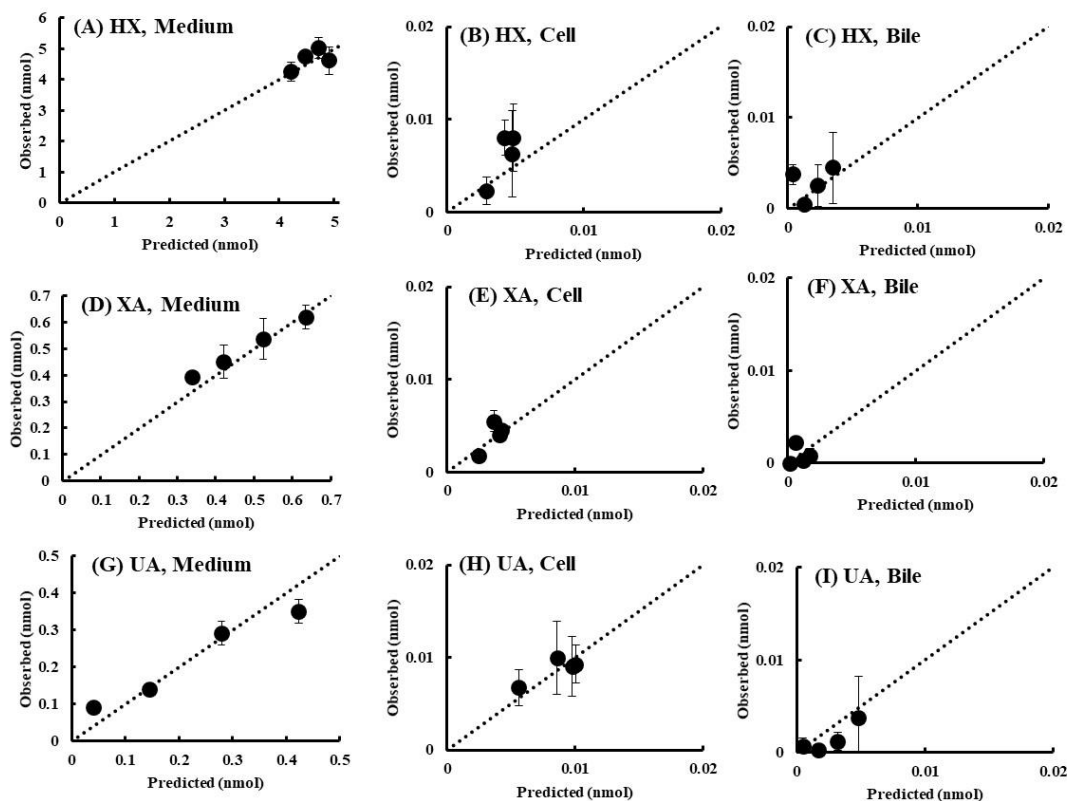 (A) HX, Medium
Obserbed (nmol)
6
5
4
3
2
1
0
0 1 2 3 4 5
Predicted (nmol)
(B) HX, Cell
Obserbed (nmol)
0.02
0.01
0
0 0.01 0.02
Predicted (nmol)
(C) HX, Bile
Obserbed (nmol)
0.02
0.01
0
0 0.01 0.02
Predicted (nmol)
(D) XA, Medium
Obserbed (nmol)
0.7
0.6
0.5
0.4
0.3
0.2
0.1
0
0 0.1 0.2 0.3 0.4 0.5 0.6 0.7
Predicted (nmol)
(E) XA, Cell
Obserbed (nmol)
0.02
0.01
0
0 0.01 0.02
Predicted (nmol)
(F) XA, Bile
Obserbed (nmol)
0.02
0.01
0
0 0.01 0.02
Predicted (nmol)
(G) UA, Medium
Obserbed (nmol)
0.5
0.4
0.3
0.2
0.1
0
0 0.1 0.2 0.3 0.4 0.5
Predicted (nmol)
(H) UA, Cell
Obserbed (nmol)
0.02
0.01
0
0 0.01 0.02
Predicted (nmol)
(I) UA, Bile
Obserbed (nmol)
0.02
0.01
0
0 0.01 0.02
Predicted (nmol)